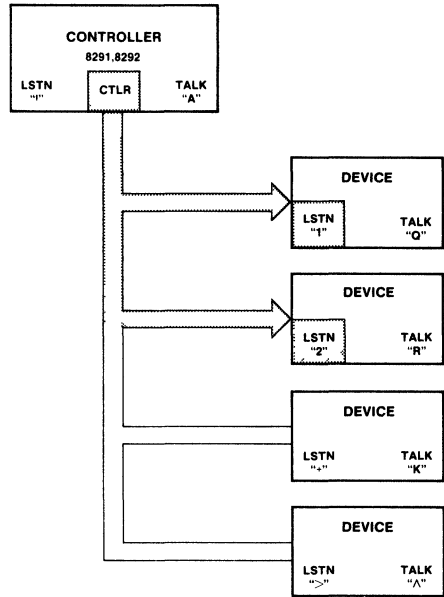 CONTROLLER
8291,8292
LSTN "!"
CTLR
TALK "A"
DEVICE
LSTN "1"
TALK "Q"
DEVICE
LSTN "2"
TALK "R"
DEVICE
LSTN "+"
TALK "K"
DEVICE
LSTN ">"
TALK "^"